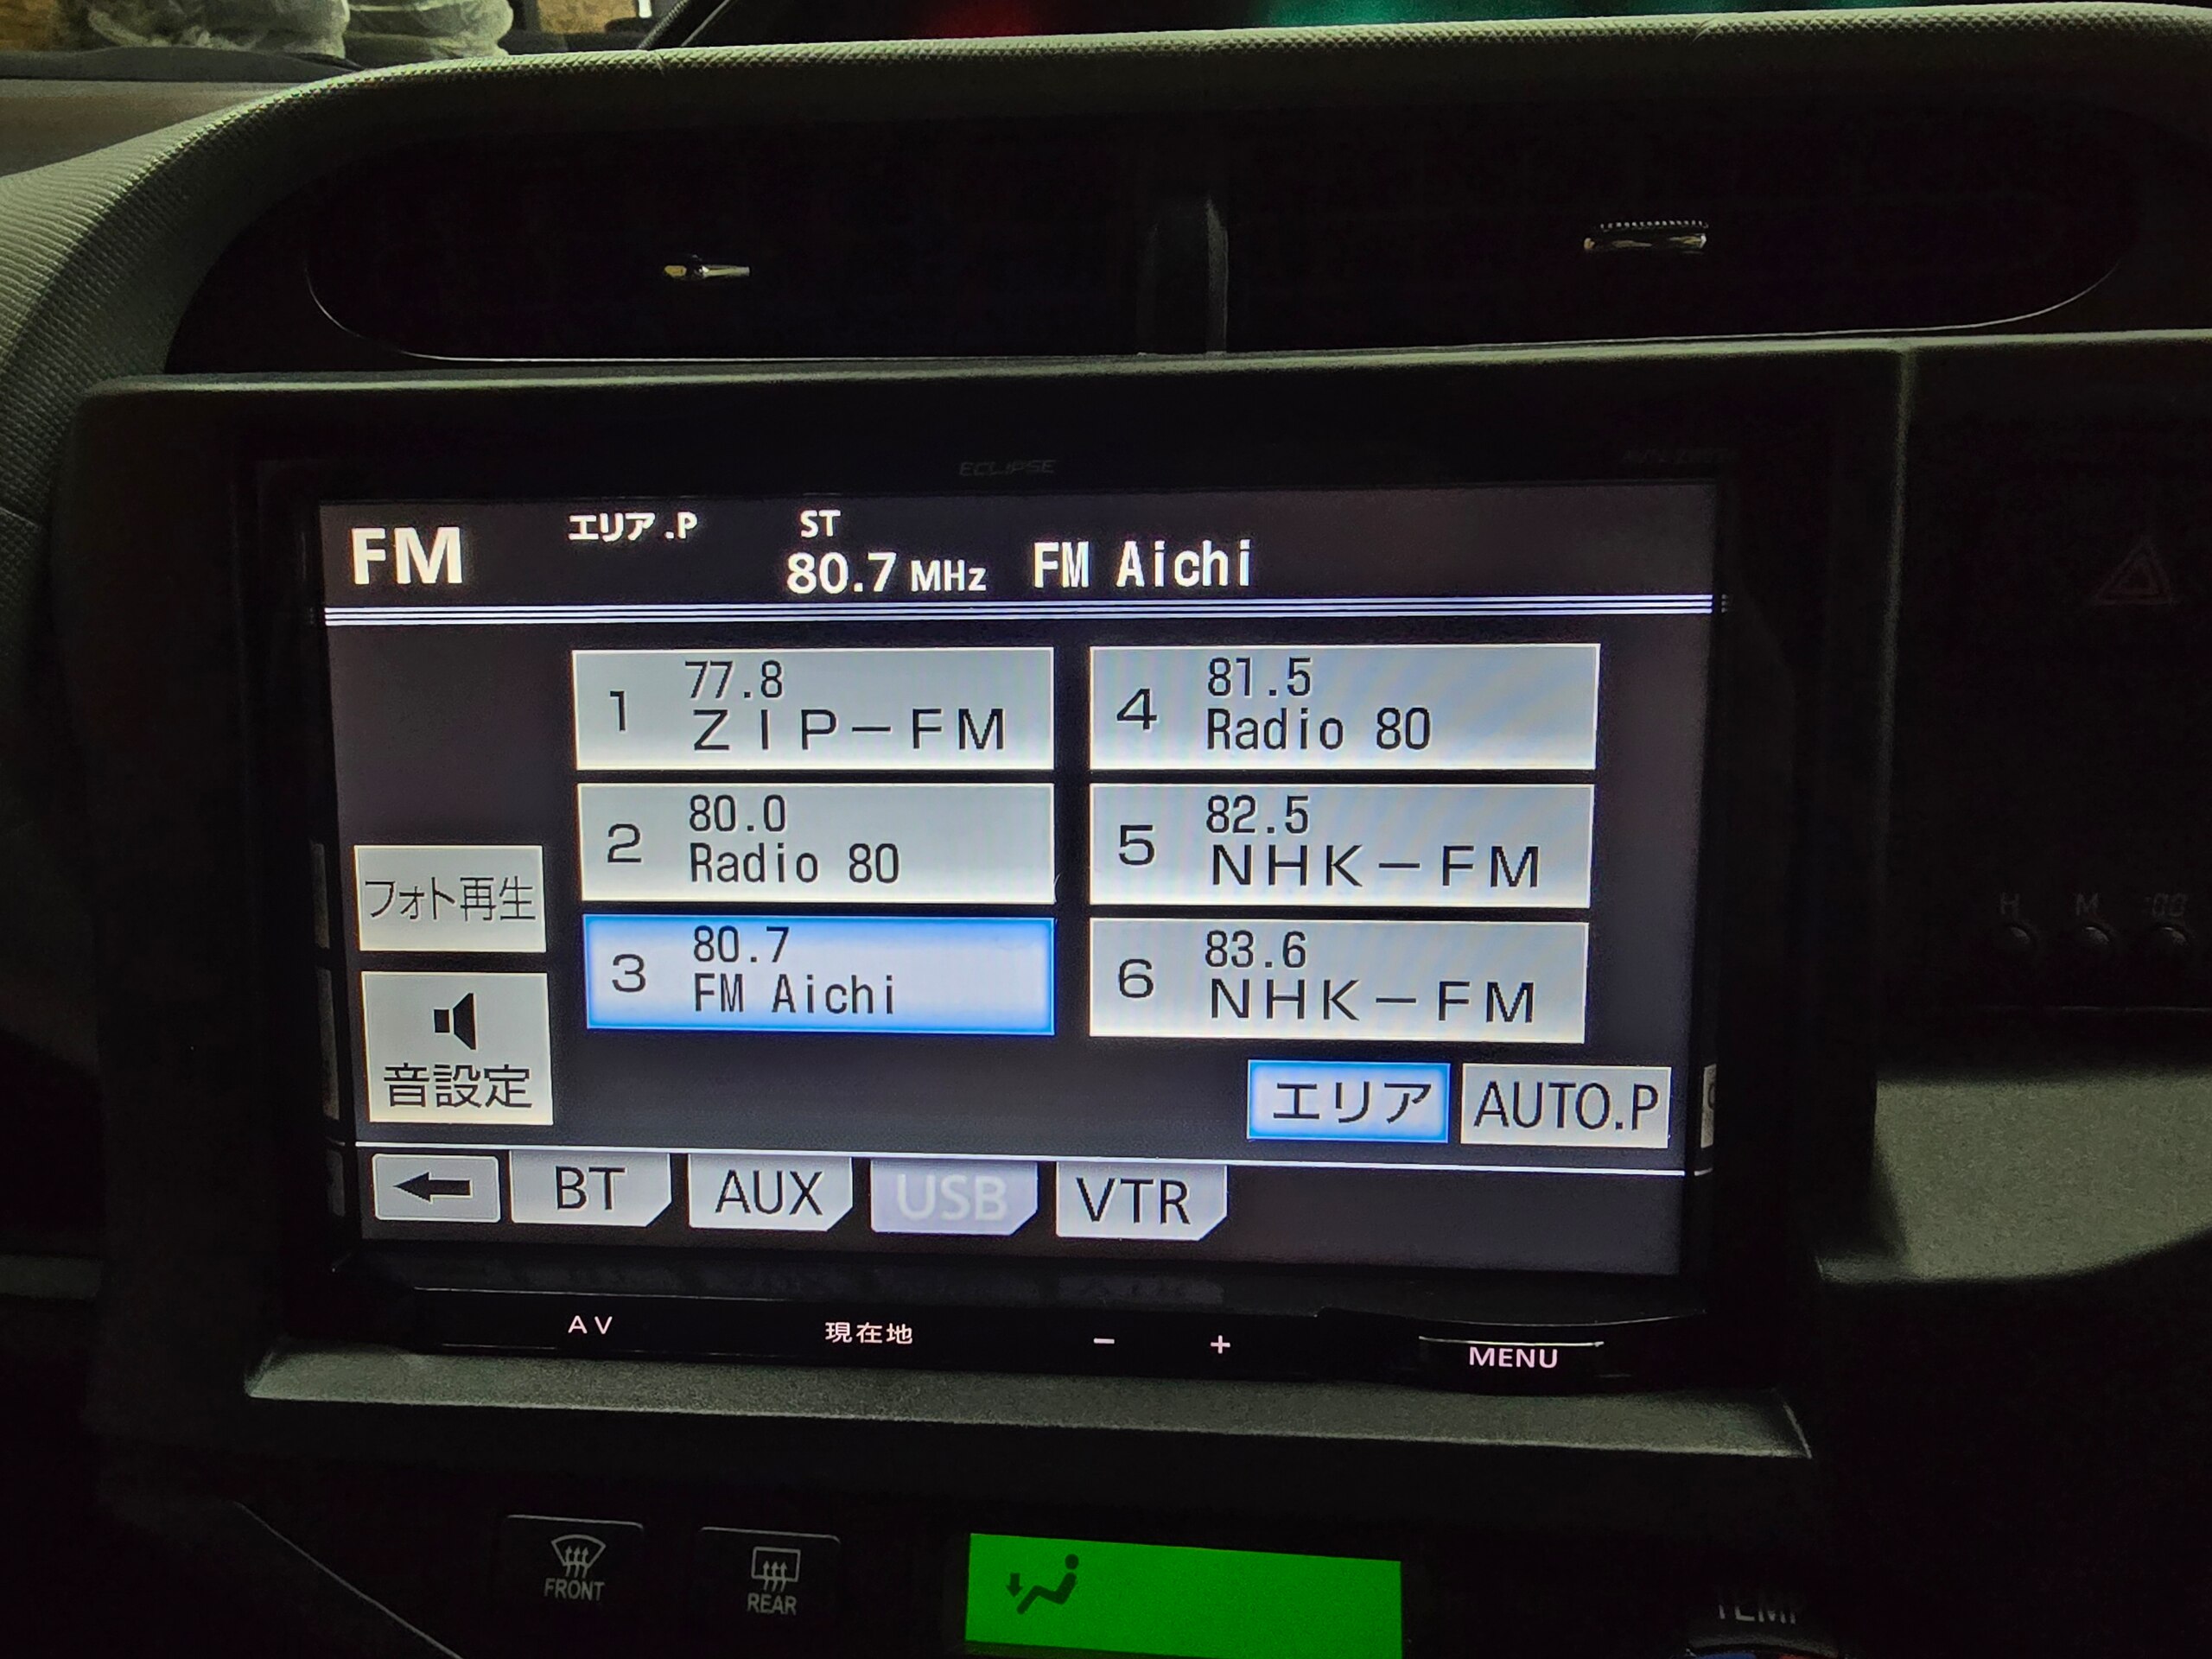 ECLIPSE
FM
エリア.P
ST
80.7 MHz FM Aichi
1 77.8
ＺＩＰ－ＦＭ
2 80.0
Radio 80
3 80.7
FM Aichi
4 81.5
Radio 80
5 82.5
ＮＨＫ－ＦＭ
6 83.6
ＮＨＫ－ＦＭ
フォト再生
音設定
エリア AUTO.P
BT AUX USB VTR
AV 現在地 − + MENU
H M :00
FRONT REAR
TEMP